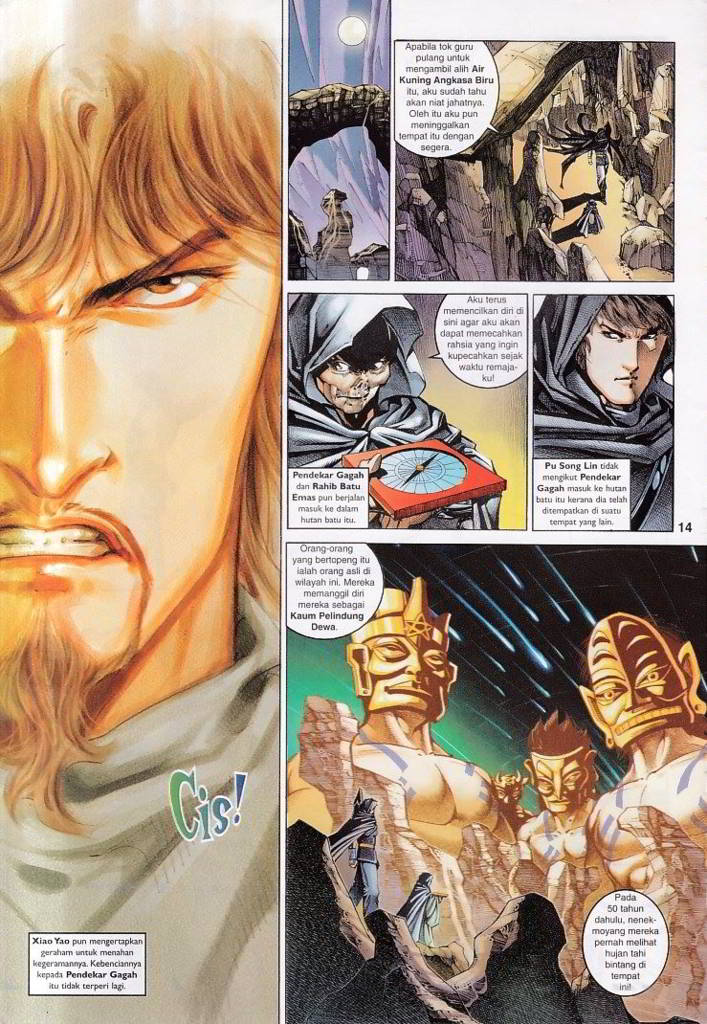 Cis!
Xiao Yao pun mengertapkan
geraham untuk menahan
kegeramannya. Kebenciannya
kepada Pendekar Gagah
itu tidak terperi lagi.
Apabila tok guru
pulang untuk
mengambil alih Air
Kuning Angkasa Biru
itu, aku sudah tahu
akan niat jahatnya.
Oleh itu aku pun
meninggalkan
tempat itu dengan
segera.
Aku terus
memencilkan diri di
sini agar aku akan
dapat memecahkan
rahsia yang ingin
kupecahkan sejak
waktu remaja-
ku!
Pendekar Gagah
dan Rahib Batu
Emas pun berjalan
masuk ke dalam
hutan batu itu.
Pu Song Lin tidak
mengikut Pendekar
Gagah masuk ke hutan
batu itu kerana dia telah
ditempatkan di suatu
tempat yang lain.
14
Orang-orang
yang bertopeng itu
ialah orang asli di
wilayah ini. Mereka
memanggil diri
mereka sebagai
Kaum Pelindung
Dewa.
Pada
50 tahun
dahulu, nenek-
moyang mereka
pernah melihat
hujan tahi
bintang di
tempat
ini!